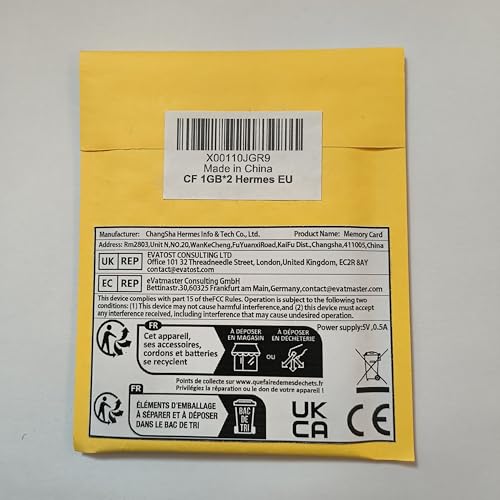 X00110JGR9
Made in China
CF 1GB*2 Hermes EU
Manufacturer: ChangSha Hermes Info & Tech Co., Ltd. Product Name: Memory Card
Address: Rm2803,Unit N,NO.20,WanKeCheng,FuYuanxiRoad,KaiFu Dist.,Changsha,411005,China
UK REP
EVATOST CONSULTING LTD
Office 101 32 Threadneedle Street, London,United Kingdom, EC2R 8AY
contact@evatost.com
EC REP
eVatmaster Consulting GmbH
Bettinastr.30,60325 Frankfurt am Main,Germany,contact@evatmaster.com
This device complies with part 15 of theFCC Rules. Operation is subject to the following two
conditions: (1) This device may not cause harmful interference,and (2) this device must accept
any interference received, including interference that may cause undesired operation.
FR
Cet appareil,
ses accessoires,
cordons et batteries
se recyclent
À DÉPOSER
EN MAGASIN
OU
À DÉPOSER
EN DÉCHÈTERIE
Power supply:5V ,0.5A
Points de collecte sur www.quefairedemesdechets.fr
Privilégiez la réparation ou le don de votre appareil !
FR
ÉLÉMENTS D'EMBALLAGE
À SÉPARER ET À DÉPOSER
DANS LE BAC DE TRI
BAC
DE TRI
UK
CA
CE